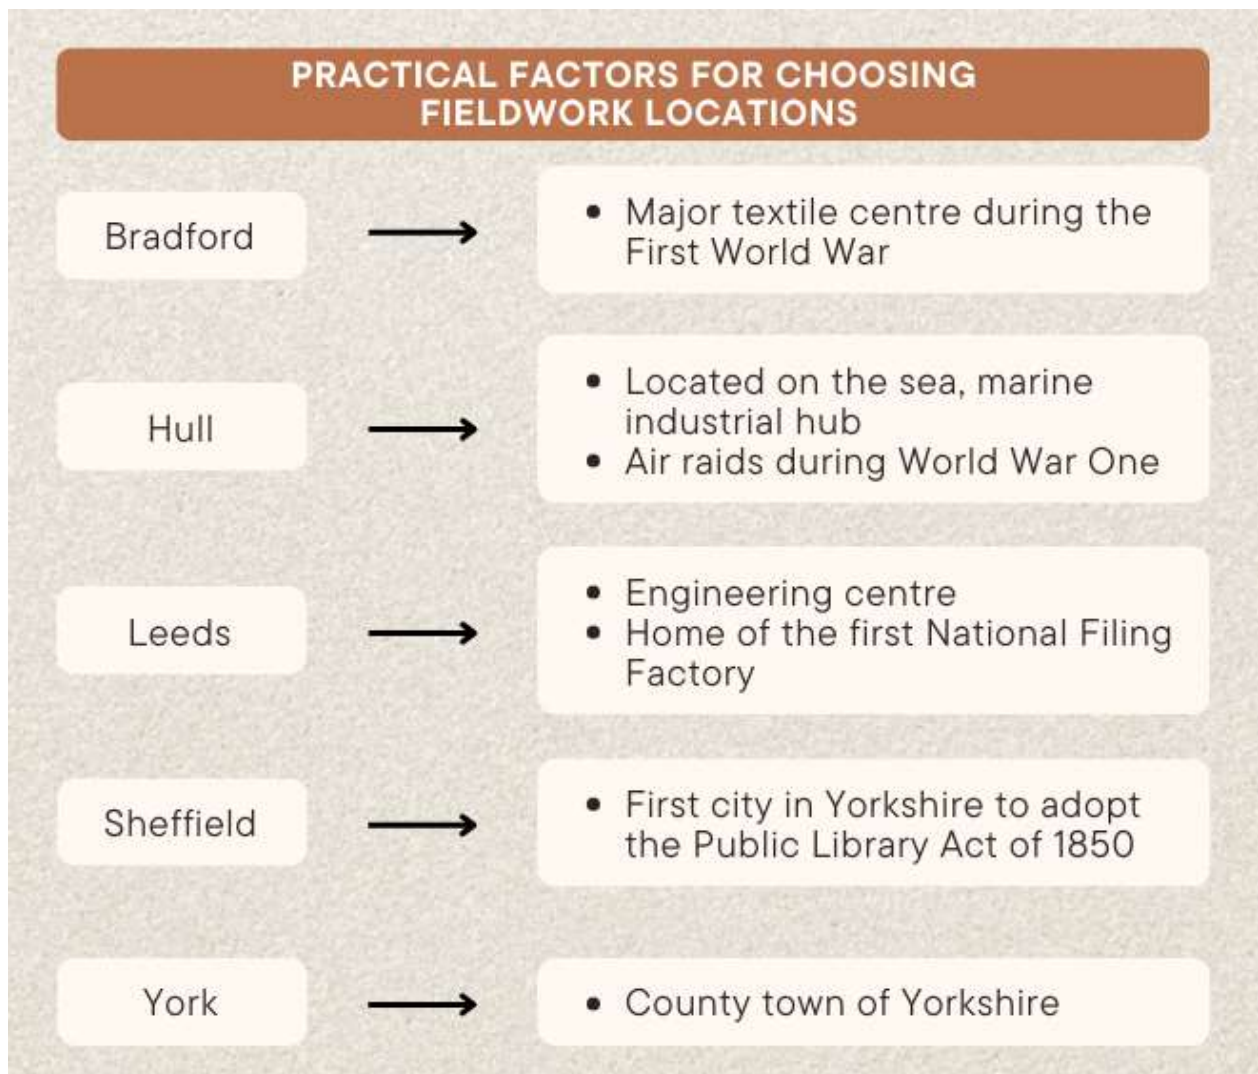 PRACTICAL FACTORS FOR CHOOSING
FIELDWORK LOCATIONS
Bradford
• Major textile centre during the
First World War
Hull
• Located on the sea, marine
industrial hub
• Air raids during World War One
Leeds
• Engineering centre
• Home of the first National Filing
Factory
Sheffield
• First city in Yorkshire to adopt
the Public Library Act of 1850
York
• County town of Yorkshire